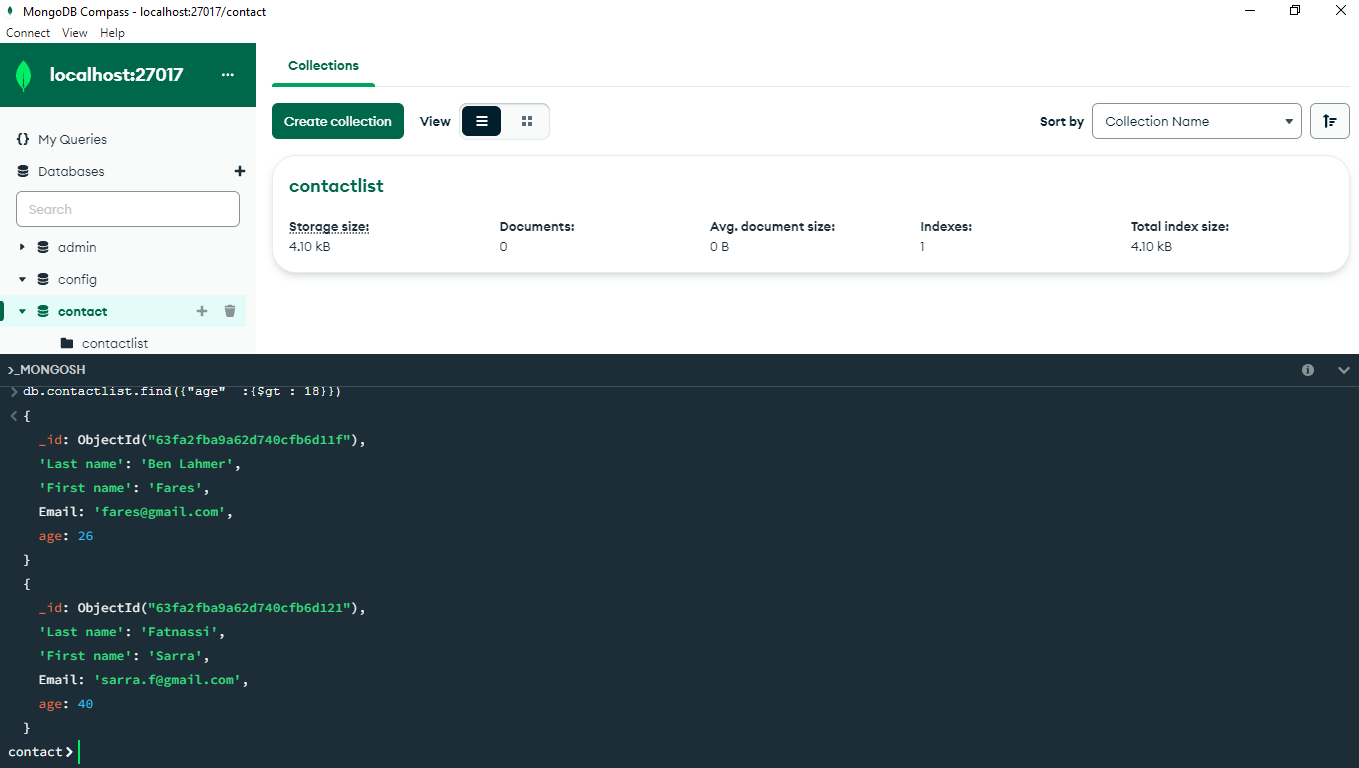 MongoDB Compass - localhost:27017/contact
Connect View Help
localhost:27017 ...
Collections
Create collection View
Sort by Collection Name
{} My Queries
Databases +
Search
admin
config
contact +
contactlist
contactlist
Storage size: Documents: Avg. document size: Indexes: Total index size:
4.10 kB 0 0 B 1 4.10 kB
>_MONGOSH
> db.contactlist.find({"age"  :{$gt : 18}})
< {
_id: ObjectId("63fa2fba9a62d740cfb6d11f"),
'Last name': 'Ben Lahmer',
'First name': 'Fares',
Email: 'fares@gmail.com',
age: 26
}
{
_id: ObjectId("63fa2fba9a62d740cfb6d121"),
'Last name': 'Fatnassi',
'First name': 'Sarra',
Email: 'sarra.f@gmail.com',
age: 40
}
contact>